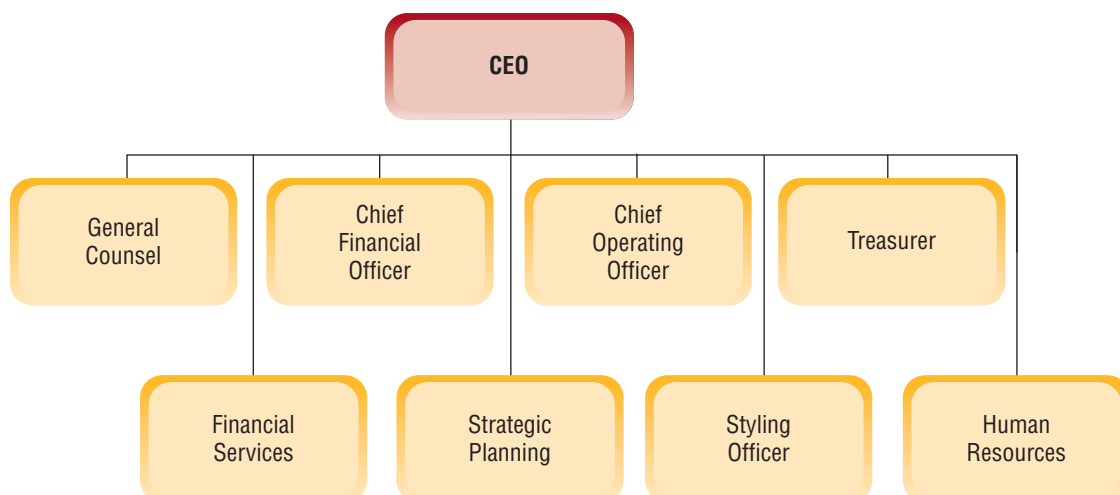 CEO
General
Counsel
Chief
Financial
Officer
Chief
Operating
Officer
Treasurer
Financial
Services
Strategic
Planning
Styling
Officer
Human
Resources